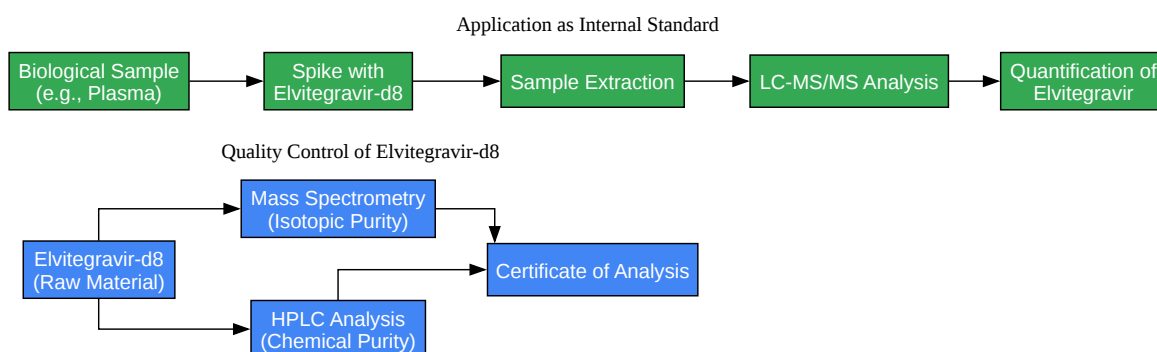 Application as Internal Standard
Biological Sample
(e.g., Plasma)
Spike with
Elvitegravir-d8
Sample Extraction
LC-MS/MS Analysis
Quantification of
Elvitegravir
Quality Control of Elvitegravir-d8
Mass Spectrometry
(Isotopic Purity)
Elvitegravir-d8
(Raw Material)
Certificate of Analysis
HPLC Analysis
(Chemical Purity)